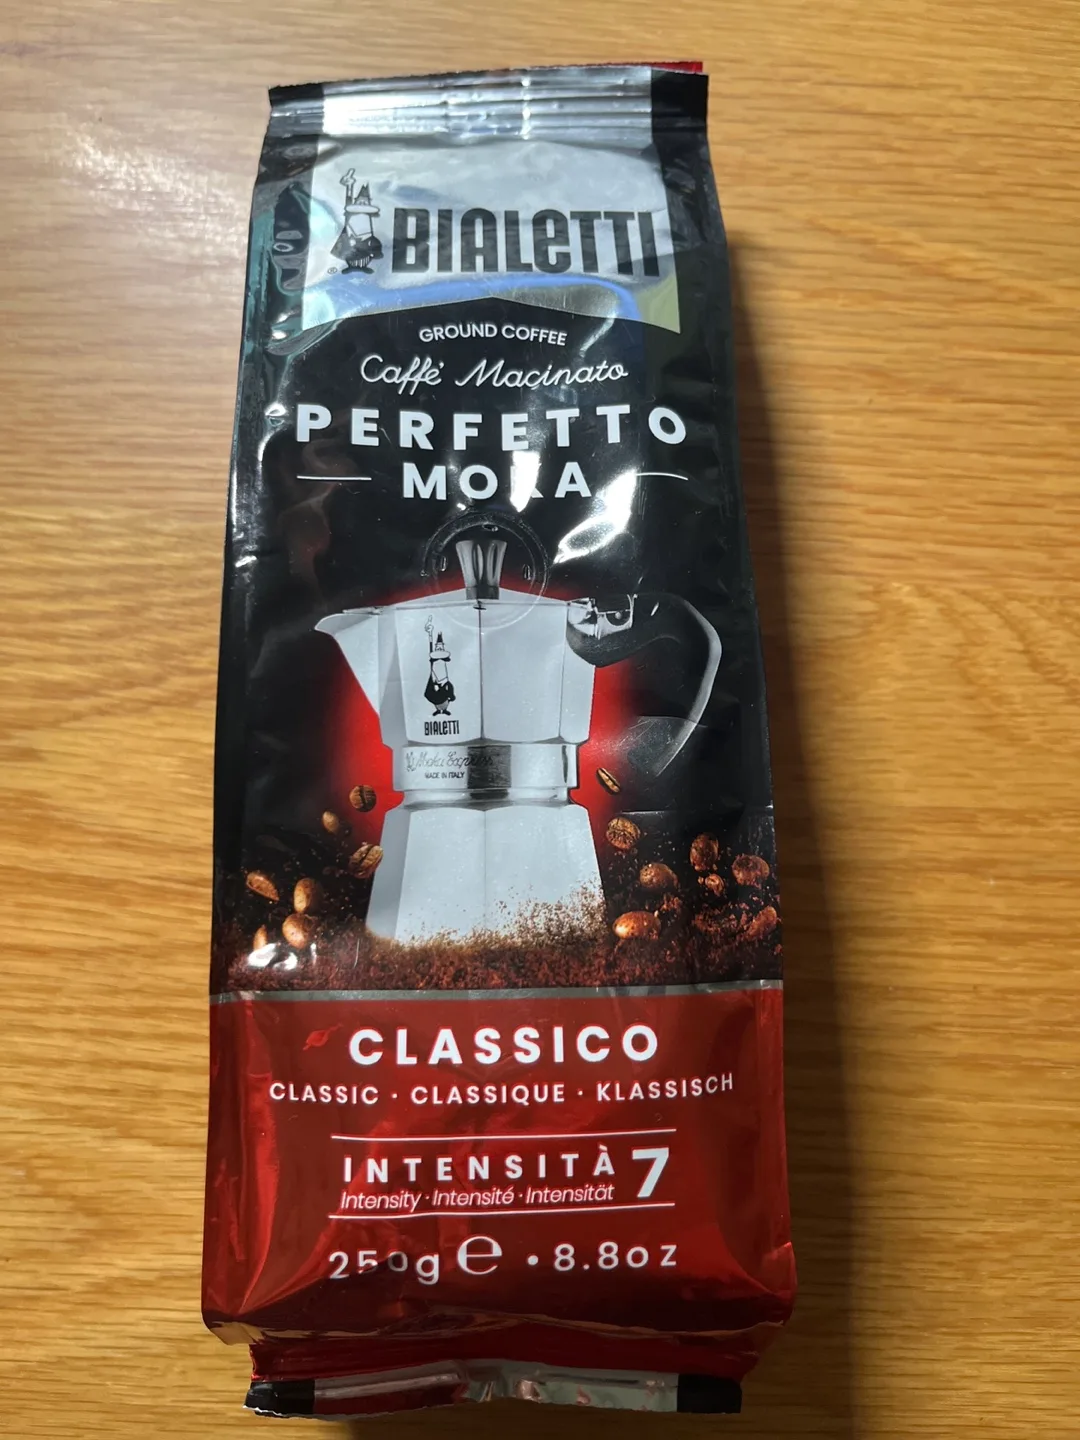 BIALETTI
®
GROUND COFFEE
Caffé Macinato
PERFETTO
MOKA
BIALETTI
Moka Express
MADE IN ITALY
CLASSICO
CLASSIC · CLASSIQUE · KLASSISCH
INTENSITÀ 7
Intensity · Intensité · Intensität
250g ℮ · 8.8oz